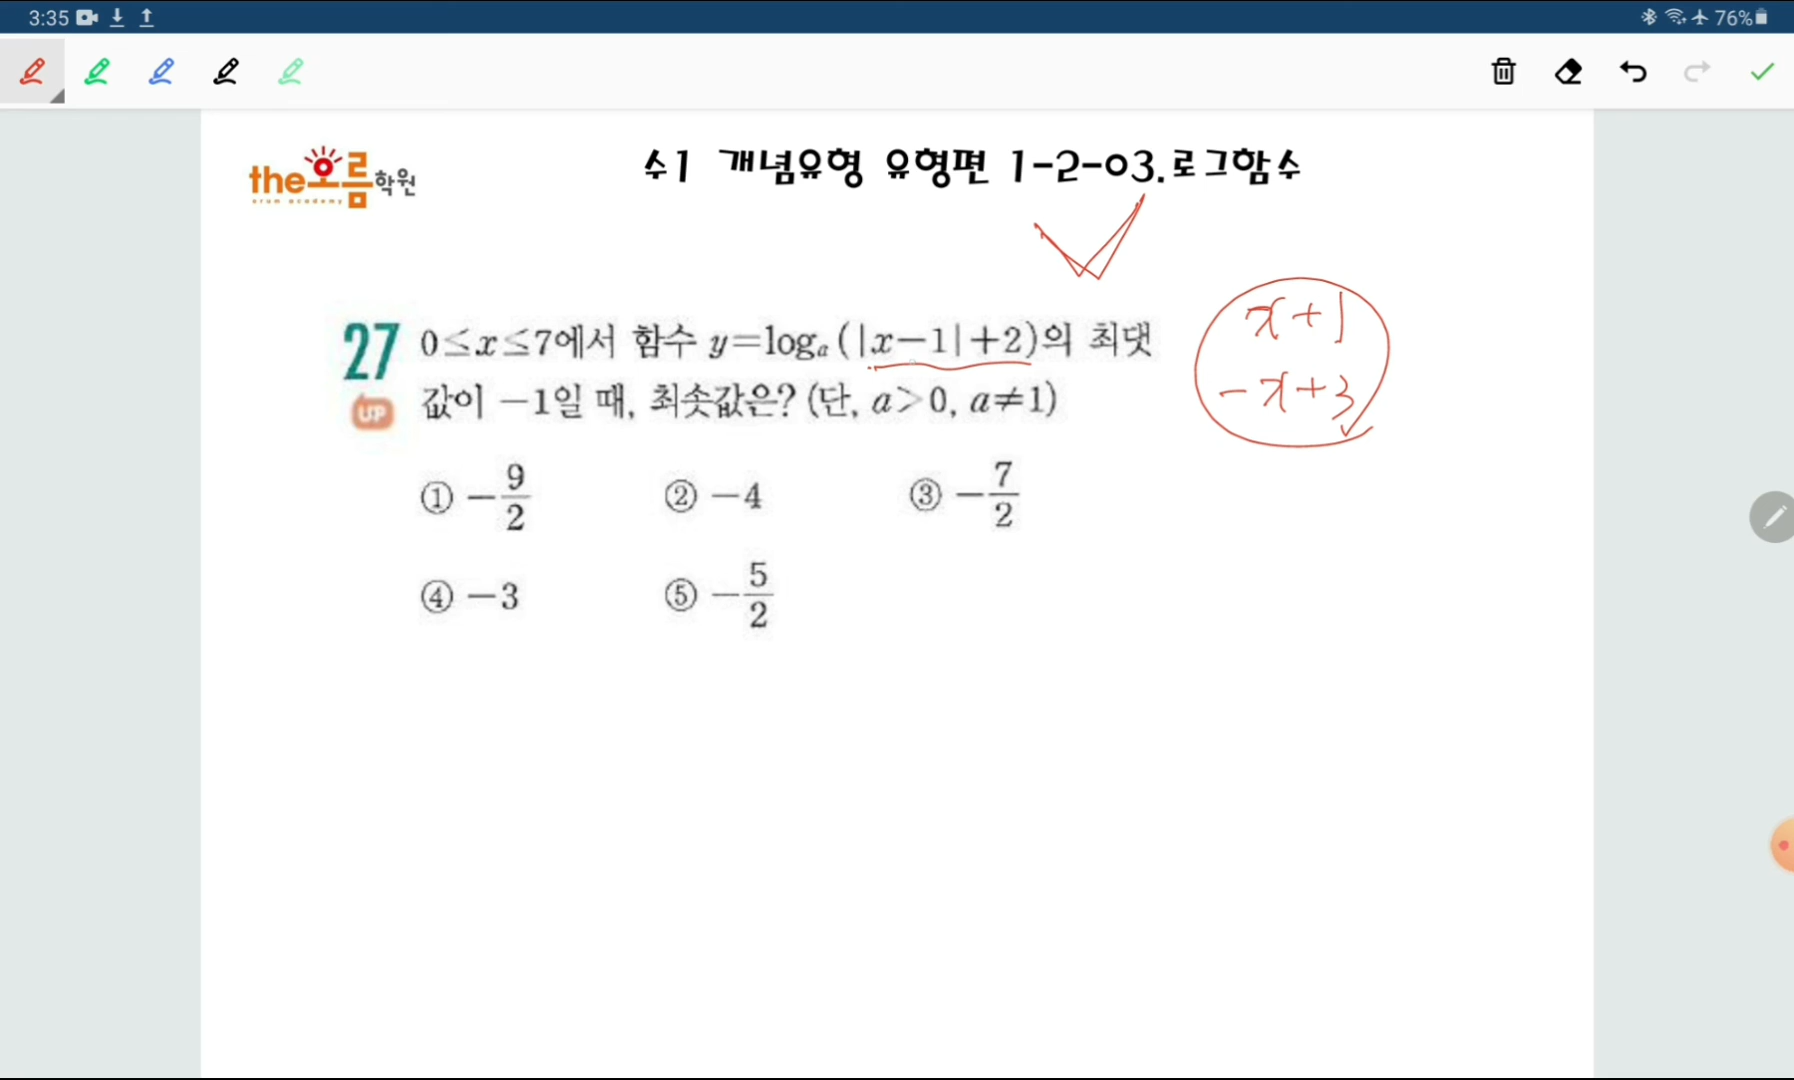 3:35
76%
the오름학원
orum academy
수1 개념유형 유형편 1-2-03.로그함수
27 0≤x≤7에서 함수 y=logₐ(|x-1|+2)의 최댓
UP 값이 -1일 때, 최솟값은? (단, a>0, a≠1)
x+1
-x+3
① -9/2 ② -4 ③ -7/2
④ -3 ⑤ -5/2